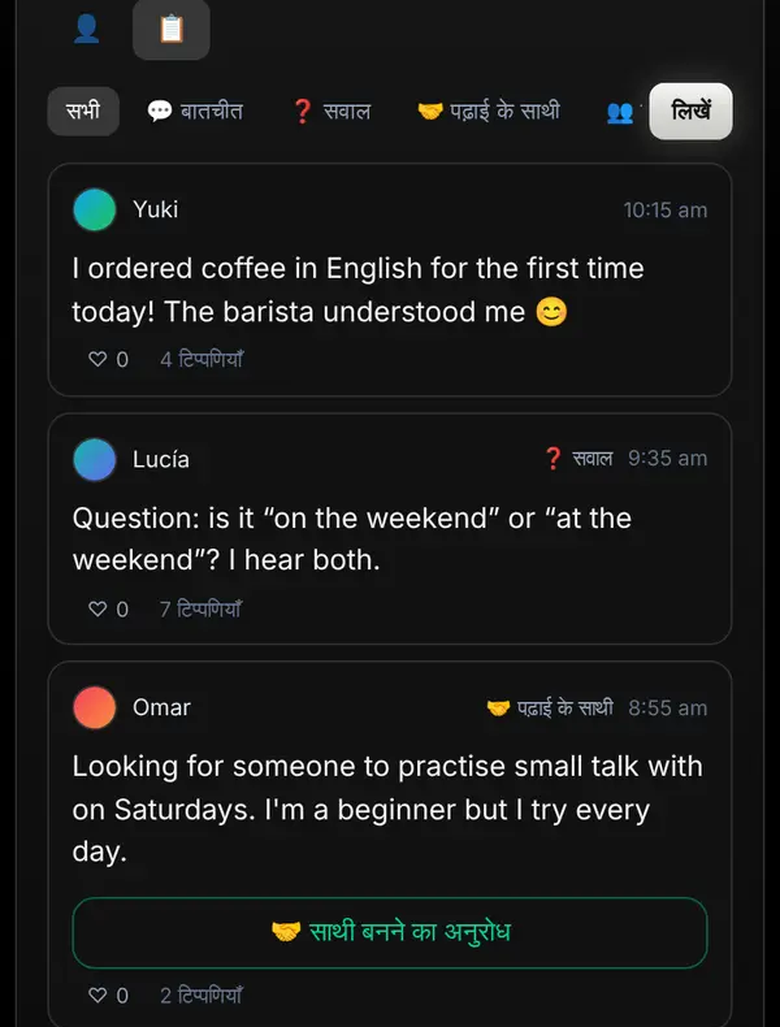 सभी 💬 बातचीत ❓ सवाल 🤝 पढ़ाई के साथी 👥 लिखें
Yuki 10:15 am
I ordered coffee in English for the first time
today! The barista understood me 😊
♡ 0 4 टिप्पणियाँ
Lucía ❓ सवाल 9:35 am
Question: is it “on the weekend” or “at the
weekend”? I hear both.
♡ 0 7 टिप्पणियाँ
Omar 🤝 पढ़ाई के साथी 8:55 am
Looking for someone to practise small talk with
on Saturdays. I'm a beginner but I try every
day.
🤝 साथी बनने का अनुरोध
♡ 0 2 टिप्पणियाँ